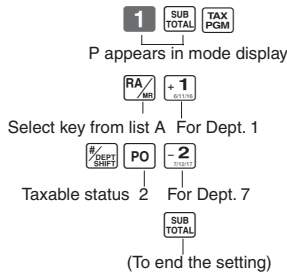 1 SUB TOTAL TAX PGM
P appears in mode display
RA/MR +1 6/11/16
Select key from list A For Dept. 1
#/DEPT SHIFT PO -2 7/12/17
Taxable status 2 For Dept. 7
SUB TOTAL
(To end the setting)